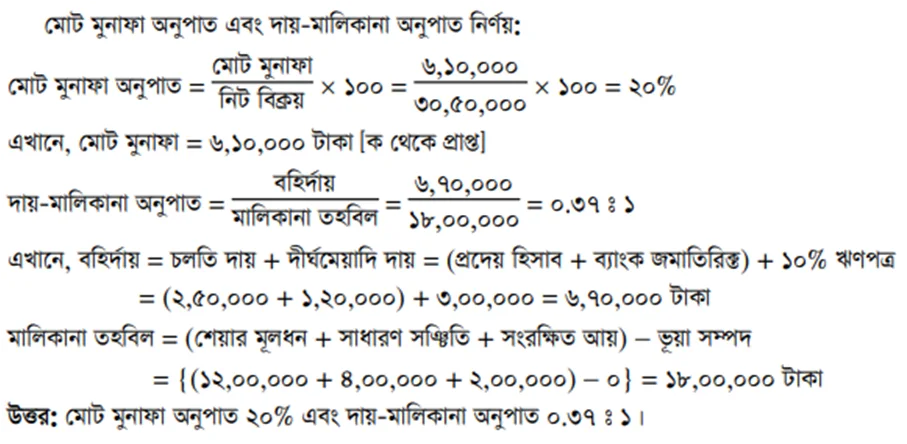 মোট মুনাফা অনুপাত এবং দায়-মালিকানা অনুপাত নির্ণয়:
মোট মুনাফা অনুপাত = মোট মুনাফা / নিট বিক্রয় × ১০০ = ৬,১০,০০০ / ৩০,৫০,০০০ × ১০০ = ২০%
এখানে, মোট মুনাফা = ৬,১০,০০০ টাকা [ক থেকে প্রাপ্ত]
দায়-মালিকানা অনুপাত = বহির্দায় / মালিকানা তহবিল = ৬,৭০,০০০ / ১৮,০০,০০০ = ০.৩৭ ঃ ১
এখানে, বহির্দায় = চলতি দায় + দীর্ঘমেয়াদি দায় = (প্রদেয় হিসাব + ব্যাংক জমাতিরিক্ত) + ১০% ঋণপত্র
= (২,৫০,০০০ + ১,২০,০০০) + ৩,০০,০০০ = ৬,৭০,০০০ টাকা
মালিকানা তহবিল = (শেয়ার মূলধন + সাধারণ সঞ্চিতি + সংরক্ষিত আয়) – ভূয়া সম্পদ
= {(১২,০০,০০০ + ৪,০০,০০০ + ২,০০,০০০) – ০} = ১৮,০০,০০০ টাকা
উত্তর: মোট মুনাফা অনুপাত ২০% এবং দায়-মালিকানা অনুপাত ০.৩৭ ঃ ১।